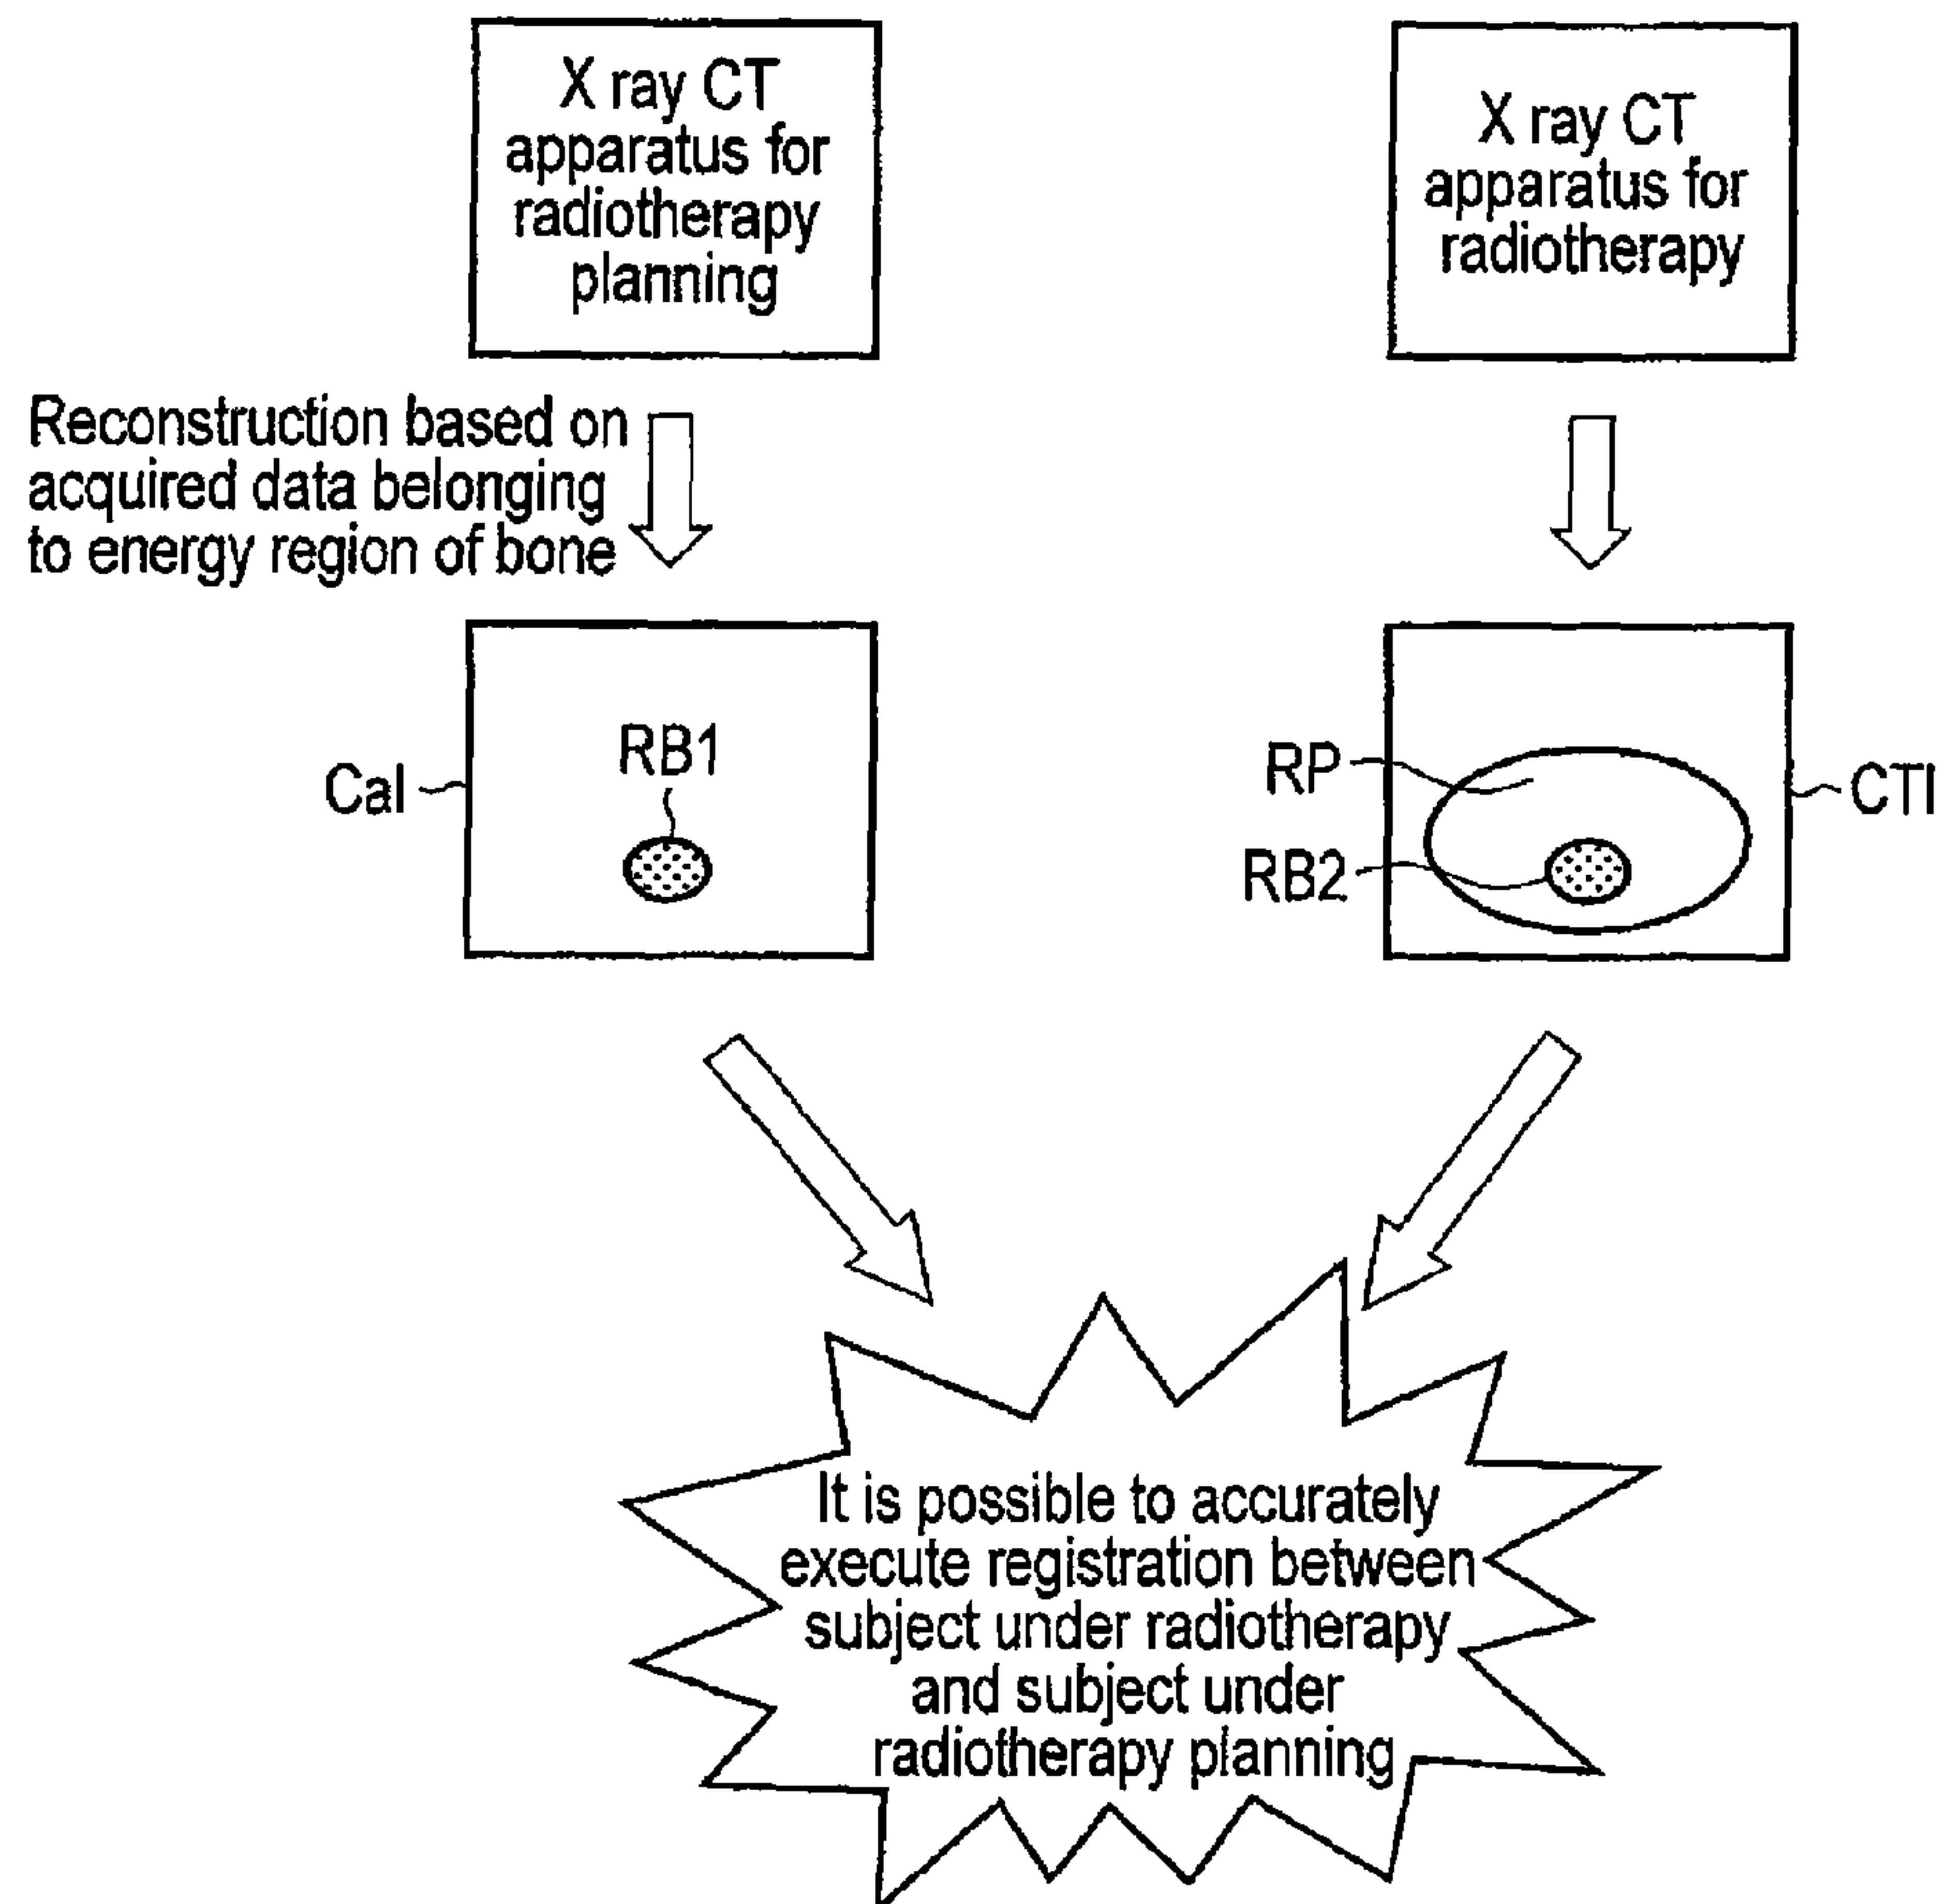 X ray CT
apparatus for
radiotherapy
planning
X ray CT
apparatus for
radiotherapy
Reconstruction based on
acquired data belonging
to energy region of bone
RB1
CaI
RP
RB2
CTI
It is possible to accurately
execute registration between
subject under radiotherapy
and subject under
radiotherapy planning